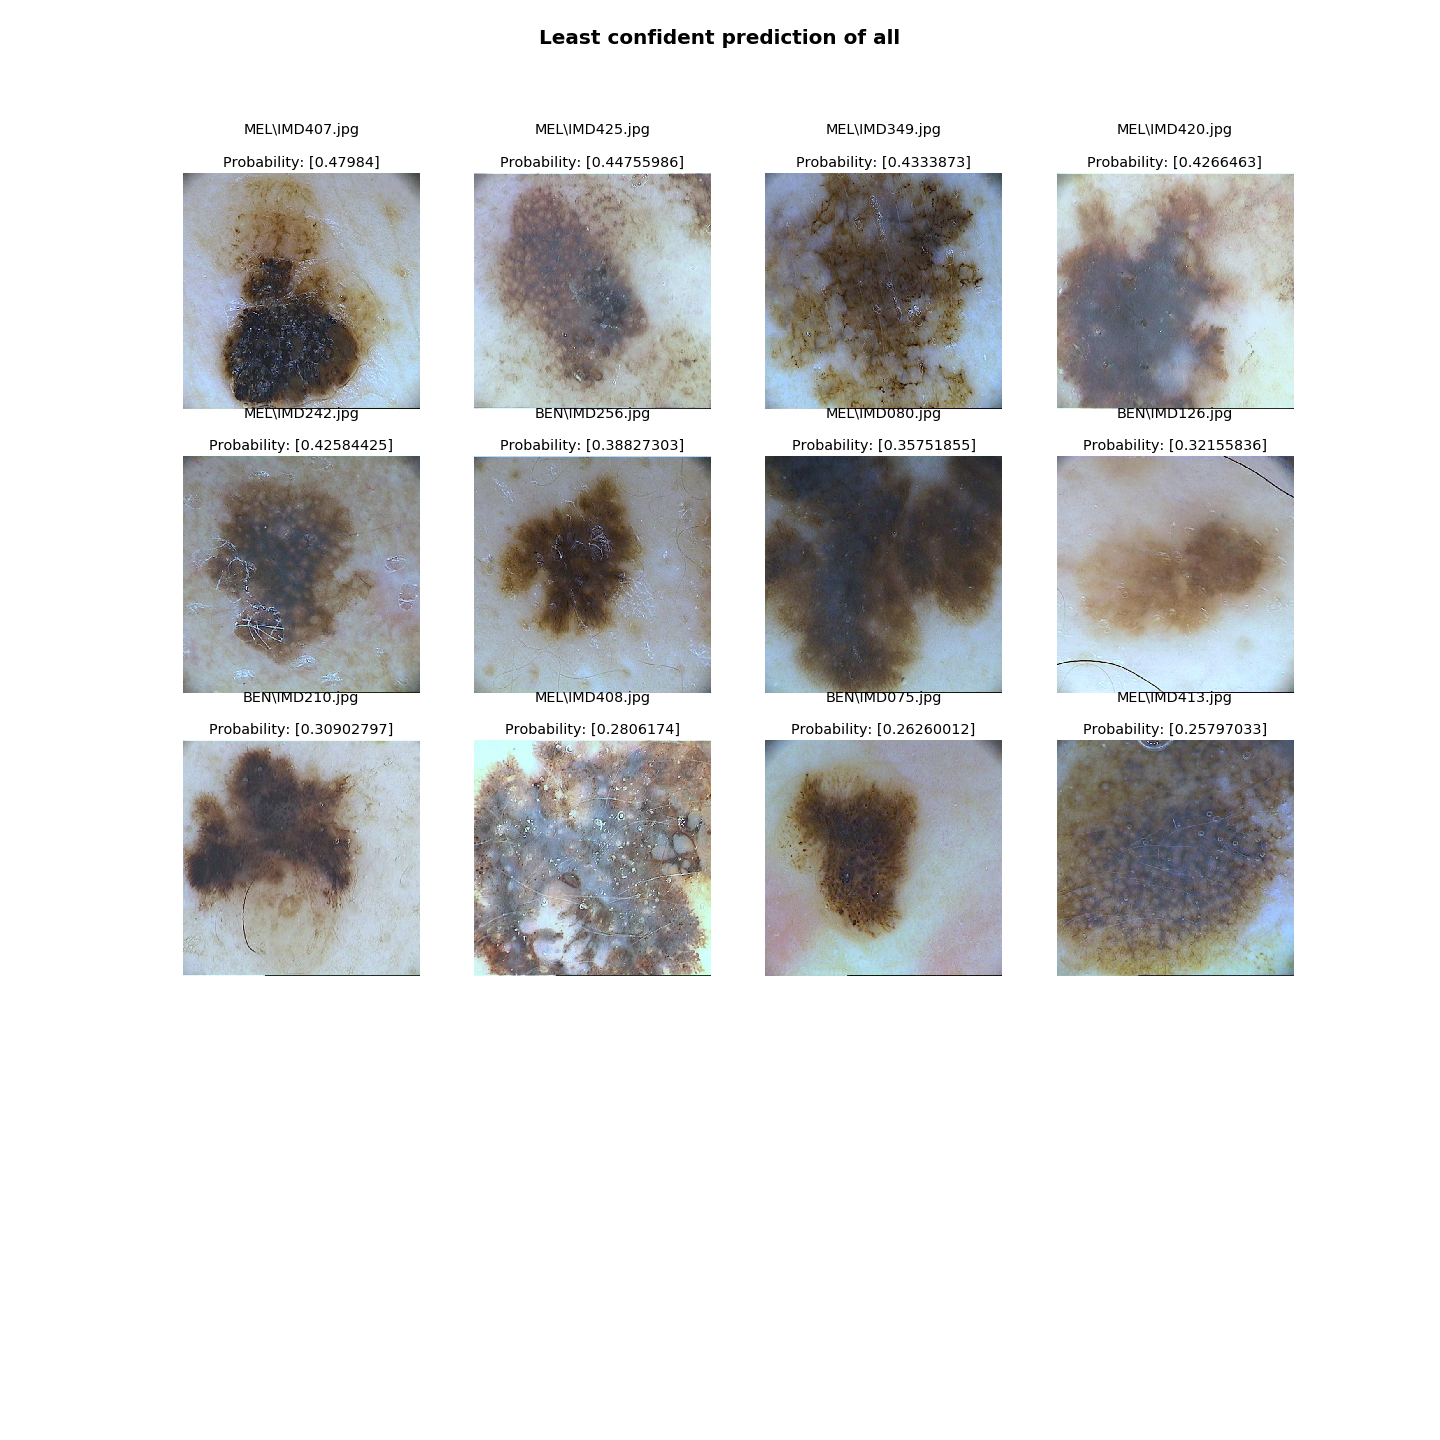 Least confident prediction of all
MEL\IMD407.jpg
Probability: [0.47984]
MEL\IMD425.jpg
Probability: [0.44755986]
MEL\IMD349.jpg
Probability: [0.4333873]
MEL\IMD420.jpg
Probability: [0.4266463]
MEL\IMD242.jpg
Probability: [0.42584425]
BEN\IMD256.jpg
Probability: [0.38827303]
MEL\IMD080.jpg
Probability: [0.35751855]
BEN\IMD126.jpg
Probability: [0.32155836]
BEN\IMD210.jpg
Probability: [0.30902797]
MEL\IMD408.jpg
Probability: [0.2806174]
BEN\IMD075.jpg
Probability: [0.26260012]
MEL\IMD413.jpg
Probability: [0.25797033]